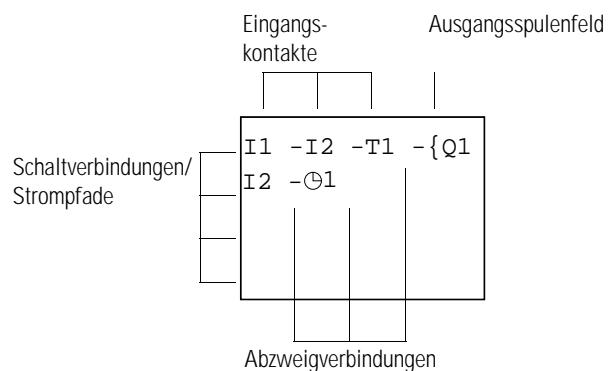 Eingangs-
kontakte
Ausgangsspulenfeld
Schaltverbindungen/
Strompfade
I1 -I2 -T1 -{Q1
I2 -🕒1
Abzweigverbindungen